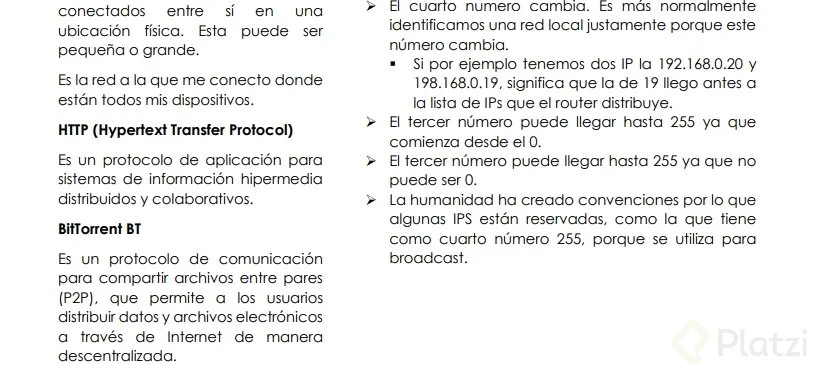 conectados entre sí en una
ubicación física. Esta puede ser
pequeña o grande.
Es la red a la que me conecto donde
están todos mis dispositivos.
HTTP (Hypertext Transfer Protocol)
Es un protocolo de aplicación para
sistemas de información hipermedia
distribuidos y colaborativos.
BitTorrent BT
Es un protocolo de comunicación
para compartir archivos entre pares
(P2P), que permite a los usuarios
distribuir datos y archivos electrónicos
a través de Internet de manera
descentralizada.
➢ El cuarto numero cambia. Es más normalmente
identificamos una red local justamente porque este
número cambia.
▪ Si por ejemplo tenemos dos IP la 192.168.0.20 y
198.168.0.19, significa que la de 19 llego antes a
la lista de IPs que el router distribuye.
➢ El tercer número puede llegar hasta 255 ya que
comienza desde el 0.
➢ El tercer número puede llegar hasta 255 ya que no
puede ser 0.
➢ La humanidad ha creado convenciones por lo que
algunas IPS están reservadas, como la que tiene
como cuarto número 255, porque se utiliza para
broadcast.
Platzi